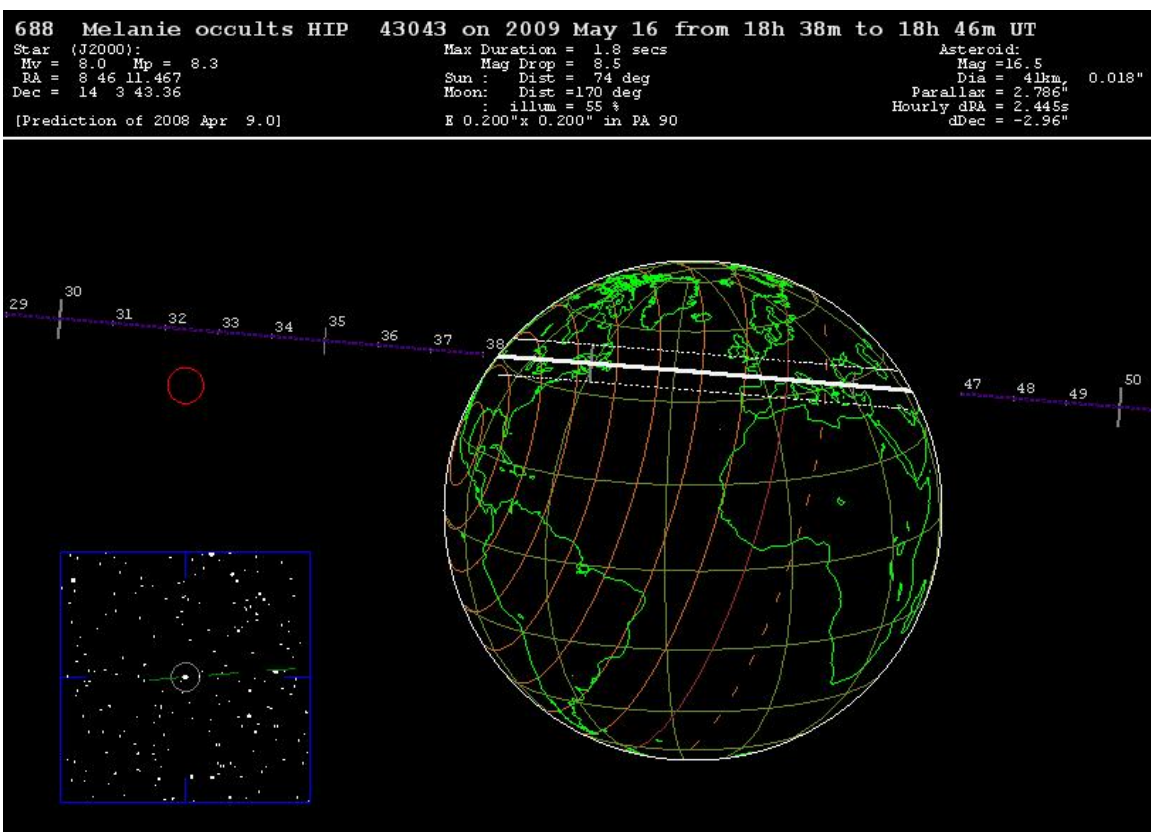 688 Melanie occults HIP 43043 on 2009 May 16 from 18h 38m to 18h 46m UT
Star (J2000): Max Duration = 1.8 secs Asteroid:
Mv = 8.0 Mp = 8.3 Mag Drop = 8.5 Mag =16.5
RA = 8 46 11.467 Sun : Dist = 74 deg Dia = 41km, 0.018"
Dec = 14 3 43.36 Moon: Dist =170 deg Parallax = 2.786"
: illum = 55 % Hourly dRA = 2.445s
[Prediction of 2008 Apr 9.0] E 0.200"x 0.200" in PA 90 dDec = -2.96"
29 30 31 32 33 34 35 36 37 38
47 48 49 50